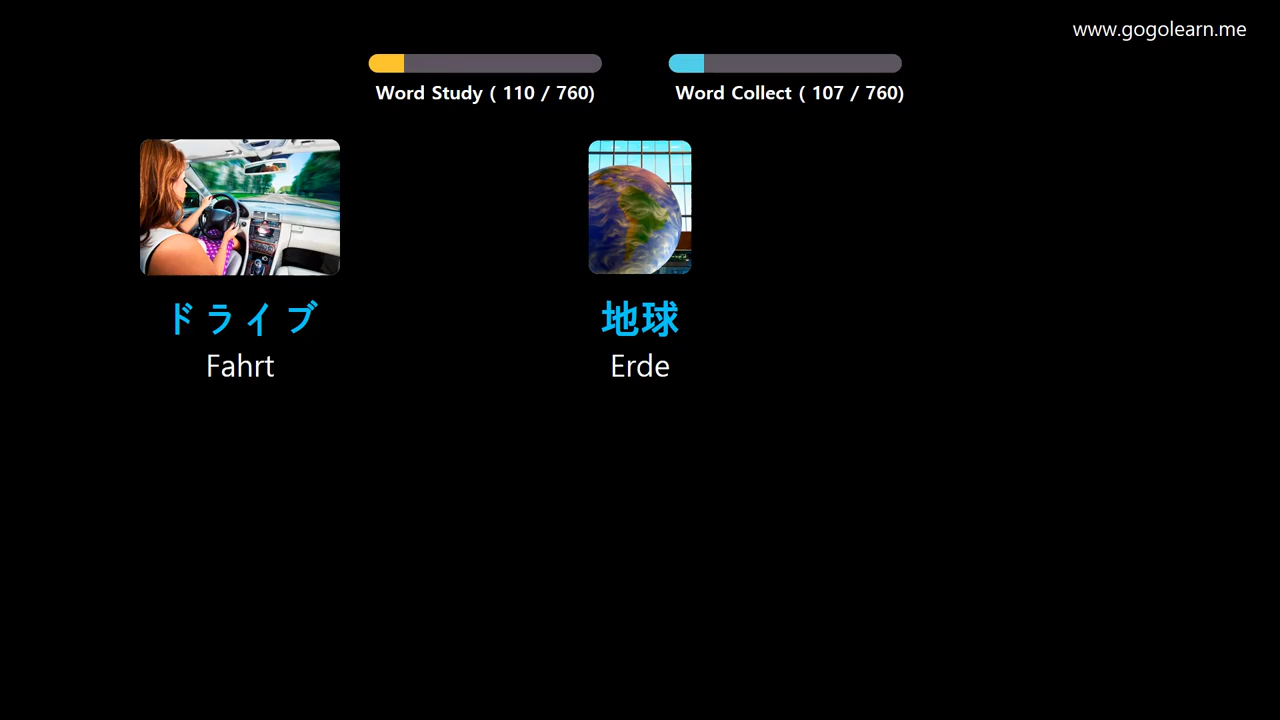 www.gogolearn.me
Word Study ( 110 / 760)
Word Collect ( 107 / 760)
ドライブ
Fahrt
地球
Erde